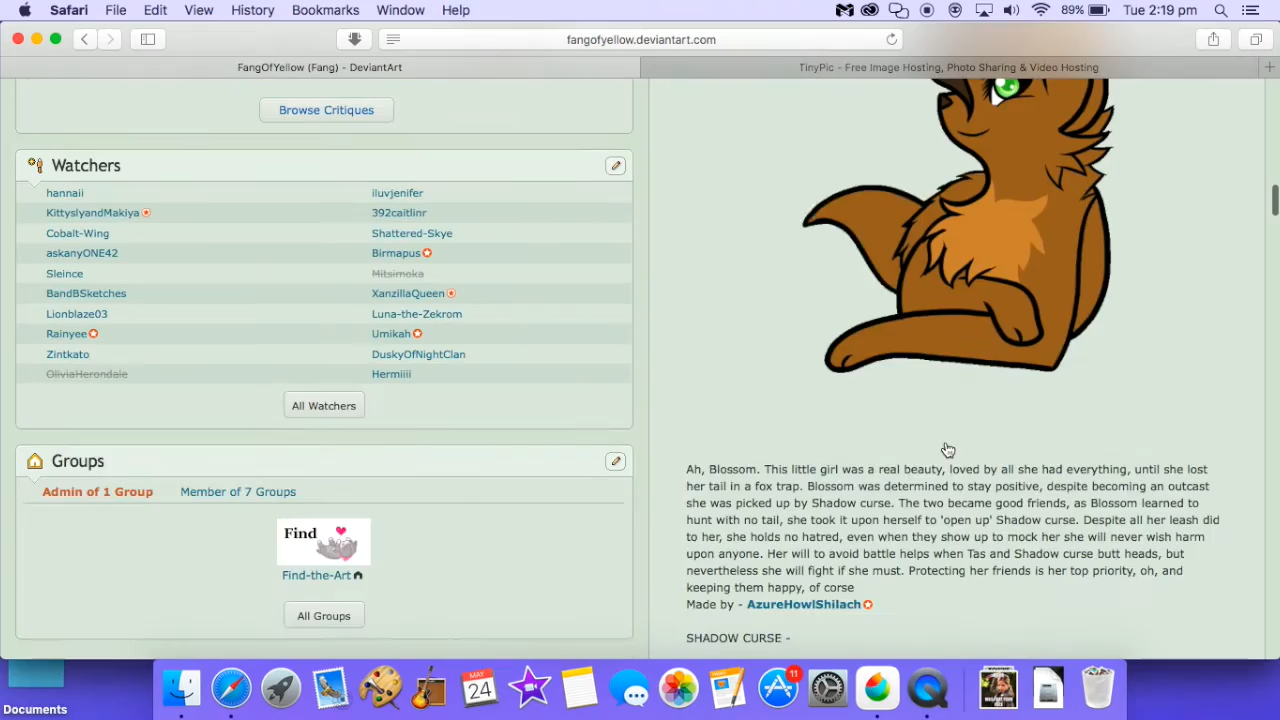 Safari File Edit View History Bookmarks Window Help 89% Tue 2:19 pm
fangofyellow.deviantart.com
FangOfYellow (Fang) - DeviantArt TinyPic - Free Image Hosting, Photo Sharing & Video Hosting
Browse Critiques
Watchers
hannaii iluvjenifer
KittyslyandMakiya 392caitlinr
Cobalt-Wing Shattered-Skye
askanyONE42 Birmapus
Sleince Mitsimoka
BandBSketches XanzillaQueen
Lionblaze03 Luna-the-Zekrom
Rainyee Umikah
Zintkato DuskyOfNightClan
OliviaHerondale Hermiiii
All Watchers
Groups
Admin of 1 Group Member of 7 Groups
Find
Find-the-Art
All Groups
Ah, Blossom. This little girl was a real beauty, loved by all she had everything, until she lost
her tail in a fox trap. Blossom was determined to stay positive, despite becoming an outcast
she was picked up by Shadow curse. The two became good friends, as Blossom learned to
hunt with no tail, she took it upon herself to 'open up' Shadow curse. Despite all her leash did
to her, she holds no hatred, even when they show up to mock her she will never wish harm
upon anyone. Her will to avoid battle helps when Tas and Shadow curse butt heads, but
nevertheless she will fight if she must. Protecting her friends is her top priority, oh, and
keeping them happy, of corse
Made by - AzureHowlShilach
SHADOW CURSE -
MAY
24
11
Documents